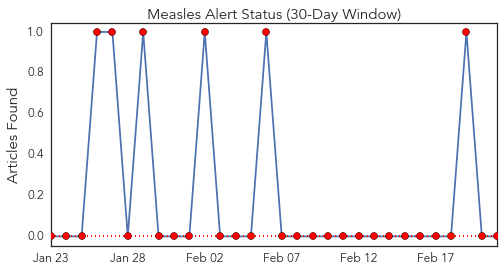 Measles Alert Status (30-Day Window)
Articles Found
1.0
0.8
0.6
0.4
0.2
0.0
Jan 23 Jan 28 Feb 02 Feb 07 Feb 12 Feb 17